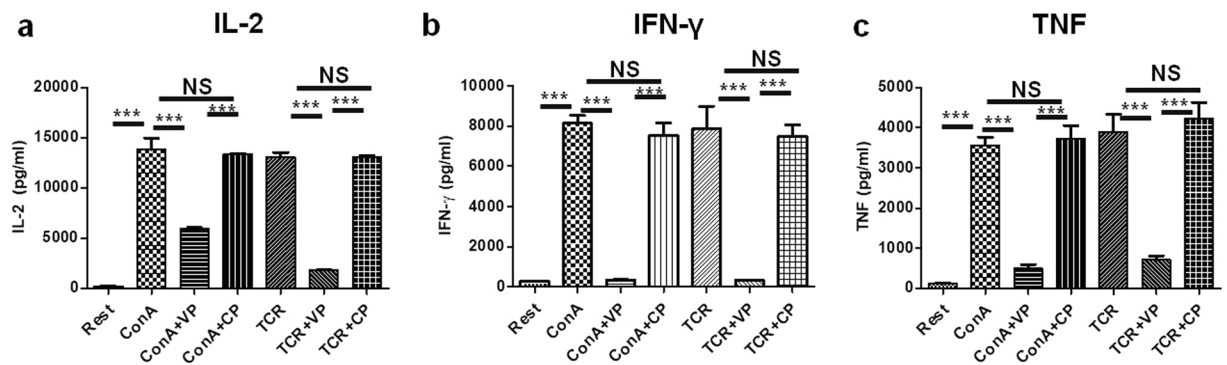 a IL-2
20000
15000
10000
5000
0
IL-2 (pg/ml)
*** *** *** *** ***
NS NS
Rest ConA ConA+VP ConA+CP TCR TCR+VP TCR+CP
b IFN-γ
10000
8000
6000
4000
2000
0
IFN-γ (pg/ml)
*** *** *** *** ***
NS NS
Rest ConA ConA+VP ConA+CP TCR TCR+VP TCR+CP
c TNF
5000
4000
3000
2000
1000
0
TNF (pg/ml)
*** *** *** *** ***
NS NS
Rest ConA ConA+VP ConA+CP TCR TCR+VP TCR+CP